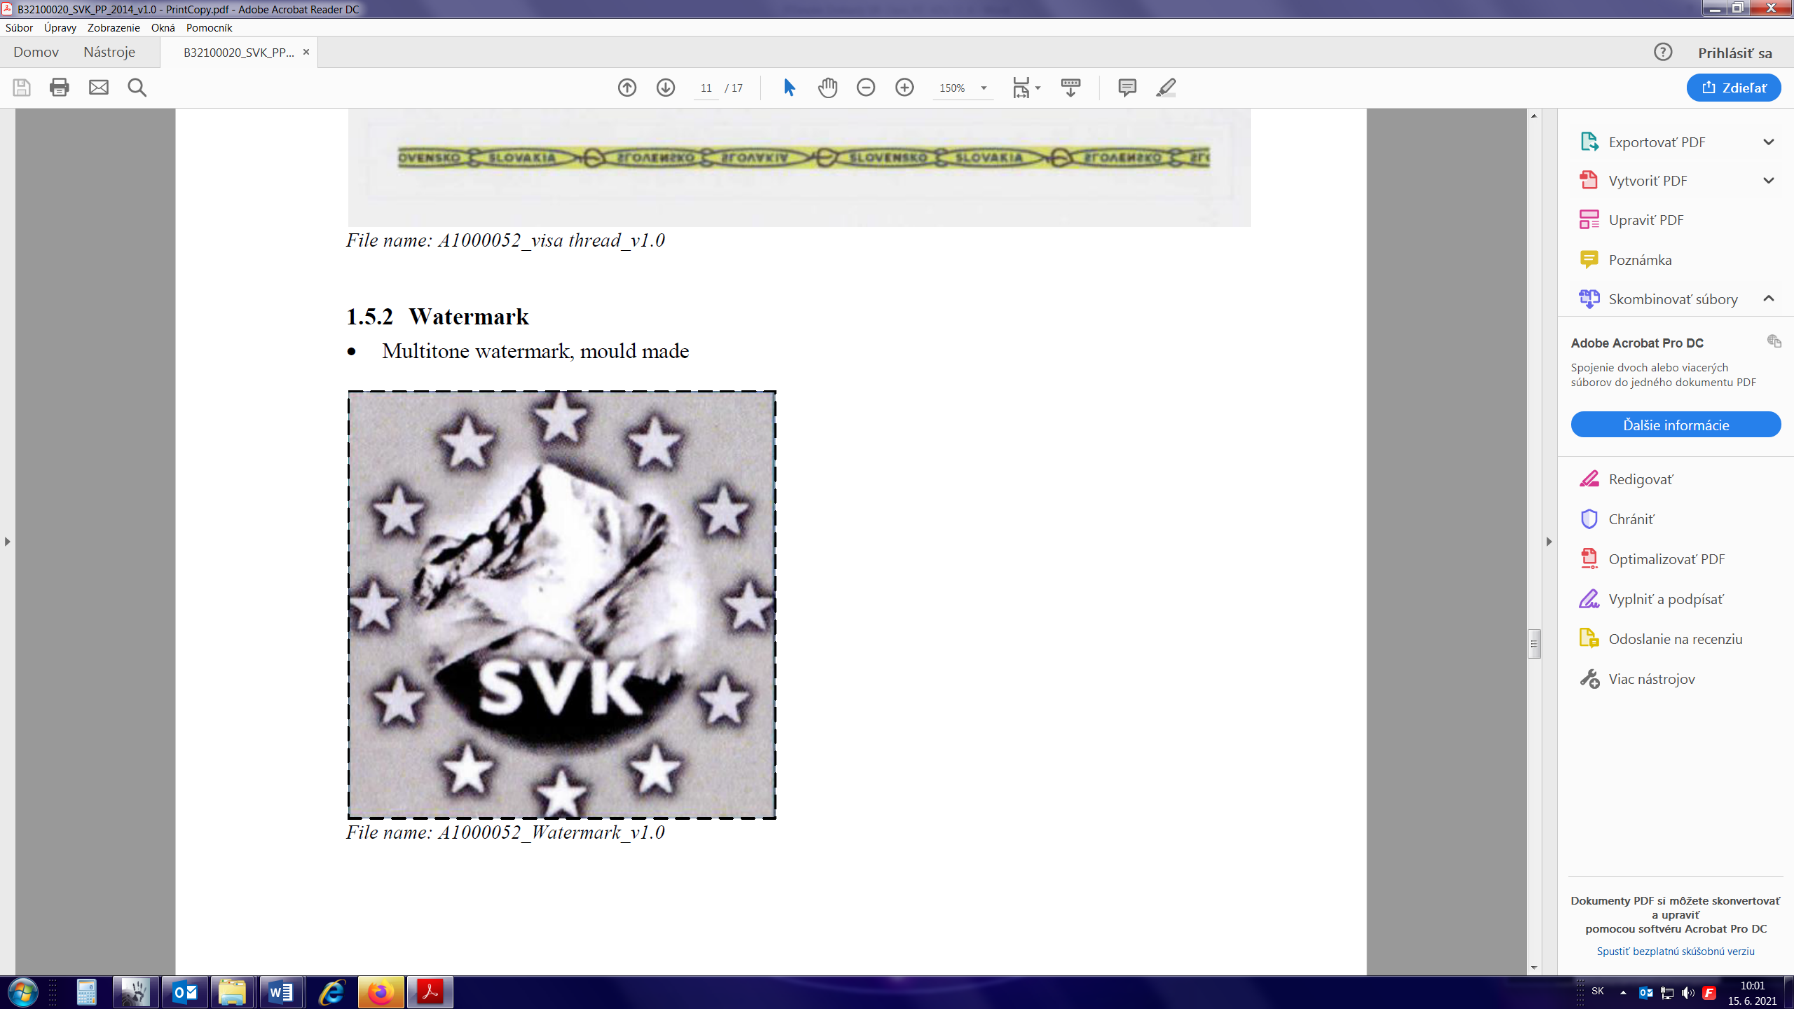 B32100020_SVK_PP_2014_v1.0 - PrintCopy.pdf - Adobe Acrobat Reader DC
Súbor Úpravy Zobrazenie Okná Pomocník
Domov Nástroje B32100020_SVK_PP... × Prihlásiť sa
11 / 17 150% Zdieľať
OVENSKO SLOVAKIA SLOVENSKO SLOVAKIA SLOVENSKO SLOVAKIA SLOVENSKO
File name: A1000052_visa thread_v1.0
1.5.2 Watermark
• Multitone watermark, mould made
SVK
File name: A1000052_Watermark_v1.0
Exportovať PDF
Vytvoriť PDF
Upraviť PDF
Poznámka
Skombinovať súbory
Adobe Acrobat Pro DC
Spojenie dvoch alebo viacerých
súborov do jedného dokumentu PDF
Ďalšie informácie
Redigovať
Chrániť
Optimalizovať PDF
Vyplniť a podpísať
Odoslanie na recenziu
Viac nástrojov
Dokumenty PDF si môžete skonvertovať
a upraviť
pomocou softvéru Acrobat Pro DC
Spustiť bezplatnú skúšobnú verziu
SK
10:01
15. 6. 2021